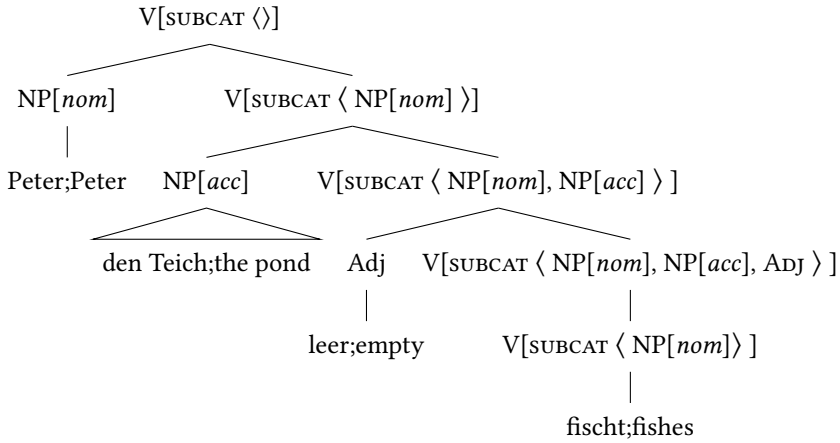 V[SUBCAT ⟨⟩]
NP[nom] V[SUBCAT ⟨ NP[nom] ⟩]
Peter;Peter NP[acc] V[SUBCAT ⟨ NP[nom], NP[acc] ⟩ ]
den Teich;the pond Adj V[SUBCAT ⟨ NP[nom], NP[acc], ADJ ⟩ ]
leer;empty V[SUBCAT ⟨ NP[nom]⟩ ]
fischt;fishes